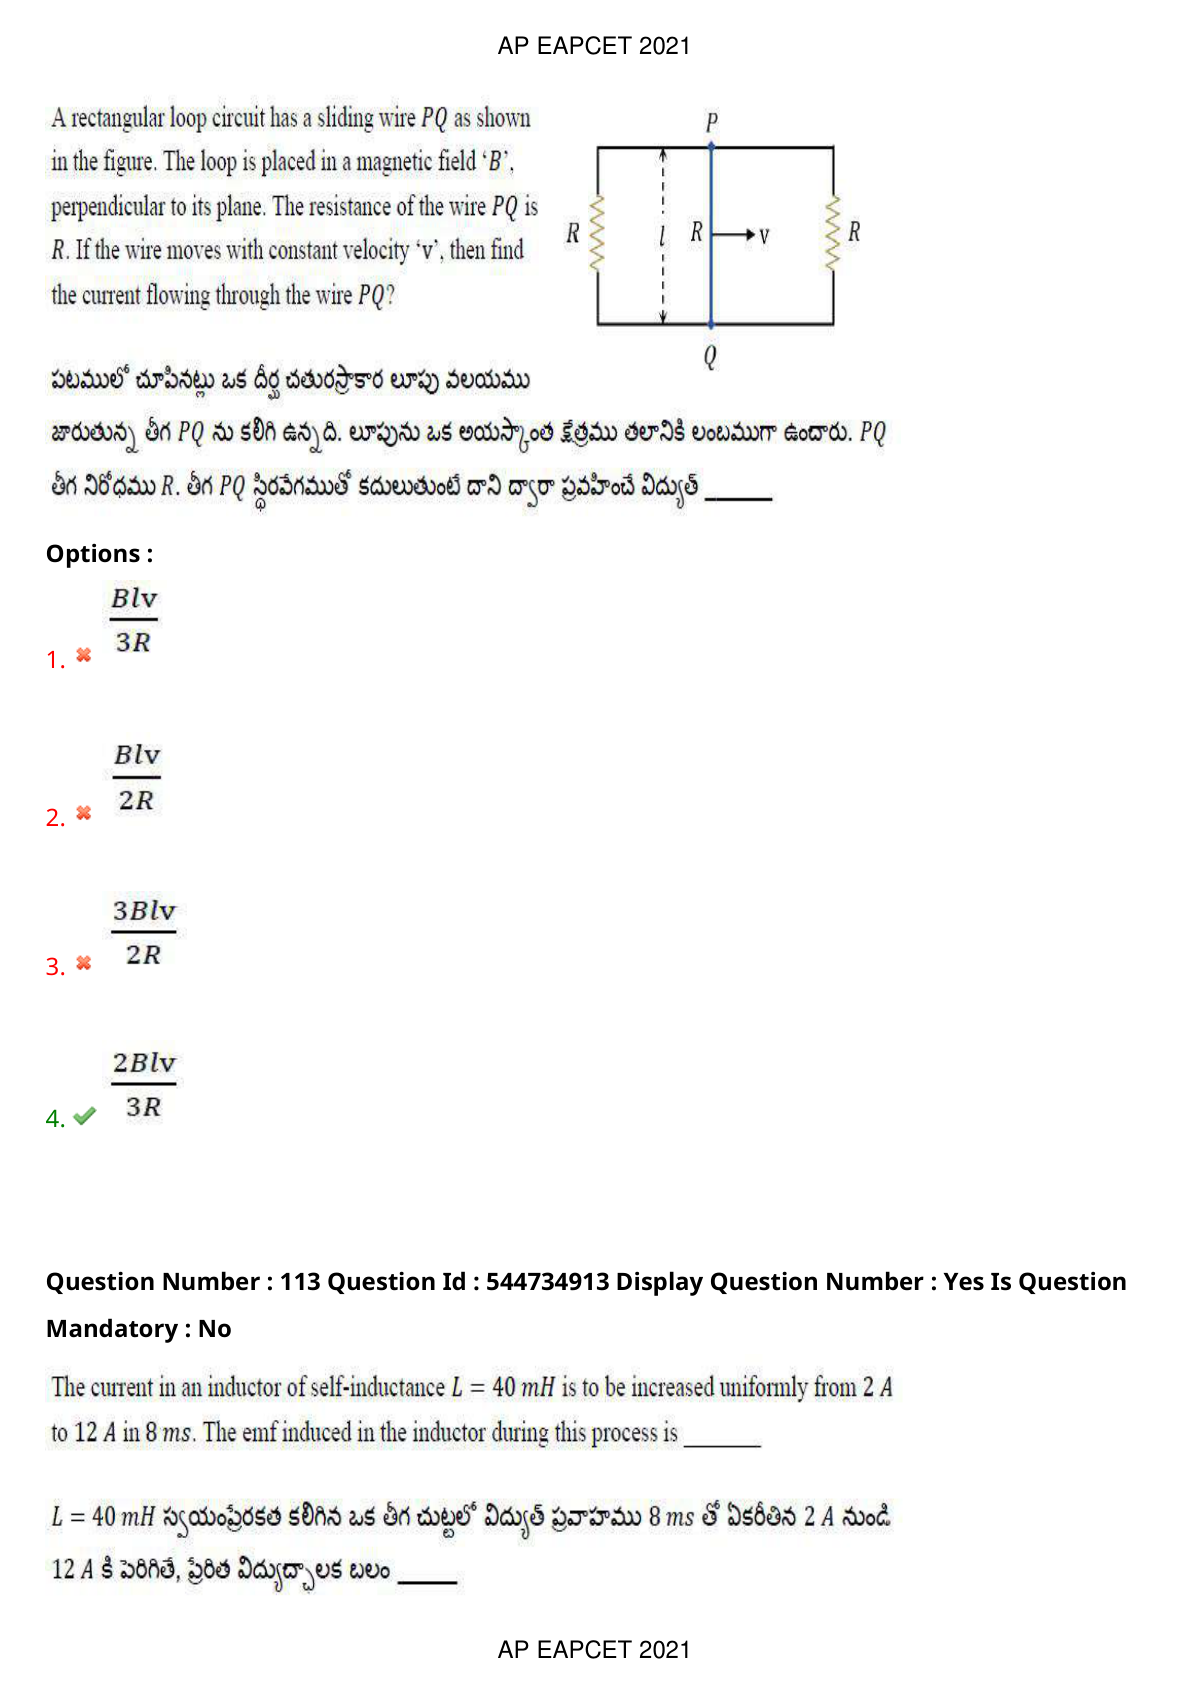 AP EAPCET 2021
A rectangular loop circuit has a sliding wire PQ as shown
in the figure. The loop is placed in a magnetic field ‘B’,
perpendicular to its plane. The resistance of the wire PQ is
R. If the wire moves with constant velocity ‘v’, then find
the current flowing through the wire PQ?
P
R
l
R
v
R
Q
పటములో చూపినట్లు ఒక దీర్ఘ చతురస్రాకార లూపు వలయము
జారుతున్న తీగ PQ ను కలిగి ఉన్నది. లూపును ఒక అయస్కాంత క్షేత్రము తలానికి లంబముగా ఉందారు. PQ
తీగ నిరోధము R. తీగ PQ స్థిరవేగముతో కదులుతుంటే దాని ద్వారా ప్రవహించే విద్యుత్ ______
Options :
1. Blv/3R
2. Blv/2R
3. 3Blv/2R
4. 2Blv/3R
Question Number : 113 Question Id : 544734913 Display Question Number : Yes Is Question
Mandatory : No
The current in an inductor of self-inductance L = 40 mH is to be increased uniformly from 2 A
to 12 A in 8 ms. The emf induced in the inductor during this process is ______
L = 40 mH స్వయంప్రేరకత కలిగిన ఒక తీగ చుట్టలో విద్యుత్ ప్రవాహము 8 ms తో ఏకరీతిన 2 A నుండి
12 A కి పెరిగితే, ప్రేరిత విద్యుచ్ఛాలక బలం _____
AP EAPCET 2021